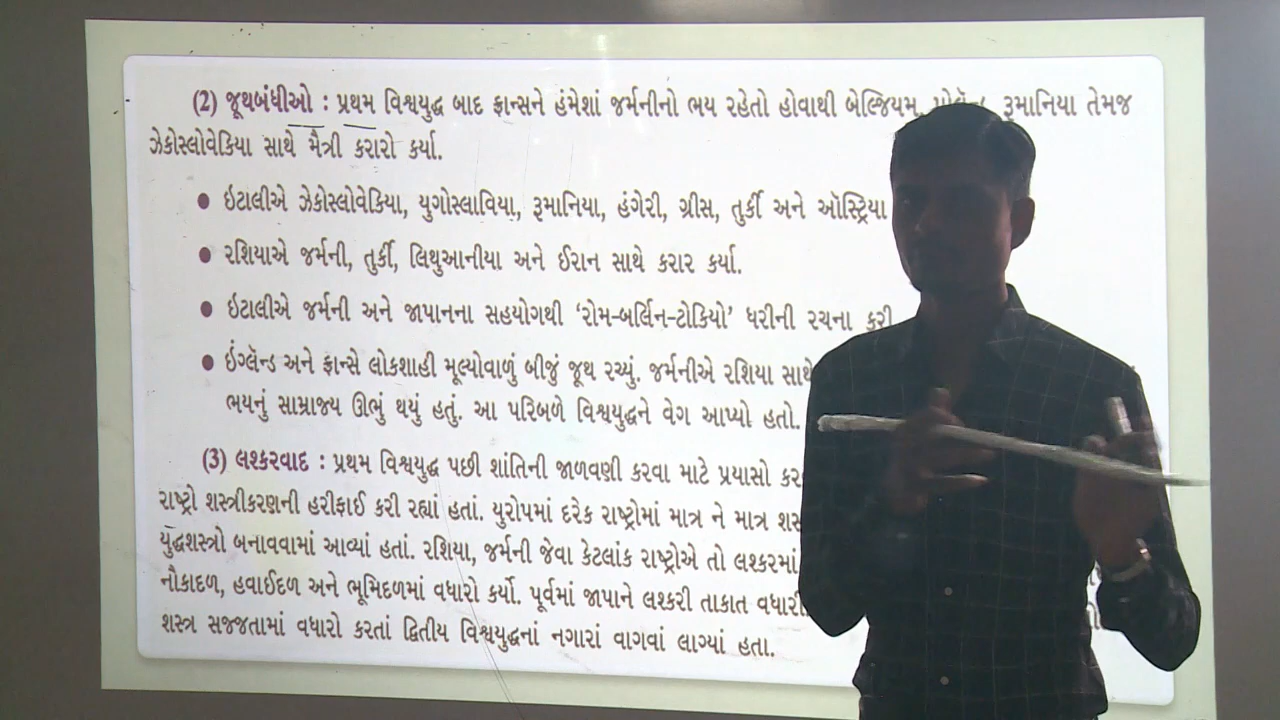 (2) જૂથબંધીઓ : પ્રથમ વિશ્વયુદ્ધ બાદ ફ્રાન્સને હંમેશાં જર્મનીનો ભય રહેતો હોવાથી બેલ્જિયમ, રૂમાનિયા તેમજ
ઝેકોસ્લોવેકિયા સાથે મૈત્રી કરારો કર્યા.
● ઇટાલીએ ઝેકોસ્લોવેકિયા, યુગોસ્લાવિયા, રૂમાનિયા, હંગેરી, ગ્રીસ, તુર્કી અને ઑસ્ટ્રિયા
● રશિયાએ જર્મની, તુર્કી, લિથુઆનીયા અને ઈરાન સાથે કરાર કર્યા.
● ઇટાલીએ જર્મની અને જાપાનના સહયોગથી ‘રોમ-બર્લિન-ટોકિયો’ ધરીની રચના કરી
● ઇંગ્લૅન્ડ અને ફ્રાન્સે લોકશાહી મૂલ્યોવાળું બીજું જૂથ રચ્યું. જર્મનીએ રશિયા સાથે
ભયનું સામ્રાજ્ય ઊભું થયું હતું. આ પરિબળે વિશ્વયુદ્ધને વેગ આપ્યો હતો.
(3) લશ્કરવાદ : પ્રથમ વિશ્વયુદ્ધ પછી શાંતિની જાળવણી કરવા માટે પ્રયાસો
રાષ્ટ્રો શસ્ત્રીકરણની હરીફાઈ કરી રહ્યાં હતાં. યુરોપમાં દરેક રાષ્ટ્રોમાં માત્ર ને માત્ર
યુદ્ધશસ્ત્રો બનાવવામાં આવ્યાં હતાં. રશિયા, જર્મની જેવા કેટલાંક રાષ્ટ્રોએ તો લશ્કરમાં
નૌકાદળ, હવાઈદળ અને ભૂમિદળમાં વધારો કર્યો. પૂર્વમાં જાપાને લશ્કરી તાકાત વધારી
શસ્ત્ર સજ્જતામાં વધારો કરતાં દ્વિતીય વિશ્વયુદ્ધનાં નગારાં વાગવાં લાગ્યાં હતા.